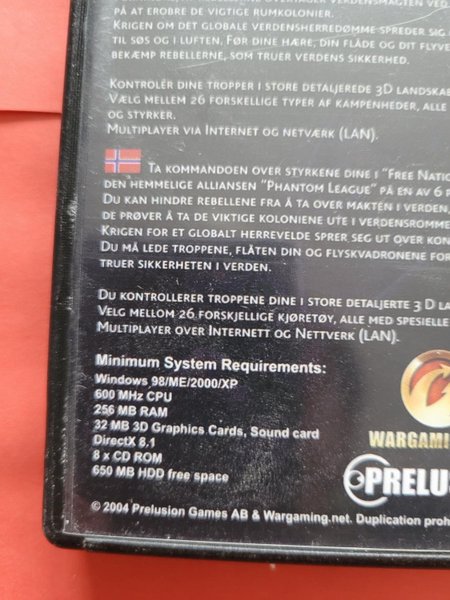 PÅ AT EROBRE DE VIGTIGE RUMKOLONIER.
KRIGEN OM DET GLOBALE VERDENSHERREDØMME SPREDER SIG
TIL SØS OG I LUFTEN. FØR DINE HÆRE, DIN FLÅDE OG DIT FLYVE
BEKÆMP REBELLERNE, SOM TRUER VERDENS SIKKERHED.
KONTROLÉR DINE TROPPER I STORE DETALJEREDE 3D LANDSKAB
VÆLG MELLEM 26 FORSKELLIGE TYPER AF KAMPENHEDER, ALLE
OG STYRKER.
MULTIPLAYER VIA INTERNET OG NETVÆRK (LAN).
TA KOMMANDOEN OVER STYRKENE DINE I "FREE NATI
DEN HEMMELIGE ALLIANSEN "PHANTOM LEAGUE" PÅ EN AV 6
DU KAN HINDRE REBELLENE FRA Å TA OVER MAKTEN I VERDEN,
DE PRØVER Å TA DE VIKTIGE KOLONIENE UTE I VERDENSROMME
KRIGEN FOR ET GLOBALT HERREVELDE SPRER SEG UT OVER KON
DU MÅ LEDE TROPPENE, FLÅTEN DIN OG FLYSKVADRONENE FOR
TRUER SIKKERHETEN I VERDEN.
DU KONTROLLERER TROPPENE DINE I STORE DETALJERTE 3 D LA
VELG MELLOM 26 FORSKJELLIGE KJØRETØY, ALLE MED SPESIELLE
MULTIPLAYER OVER INTERNETT OG NETTVERK (LAN).
Minimum System Requirements:
Windows 98/ME/2000/XP
600 MHz CPU
256 MB RAM
32 MB 3D Graphics Cards, Sound card
DirectX 8.1
8 x CD ROM
650 MB HDD free space
WARGAMI
PRELUS
© 2004 Prelusion Games AB & Wargaming.net. Duplication proh